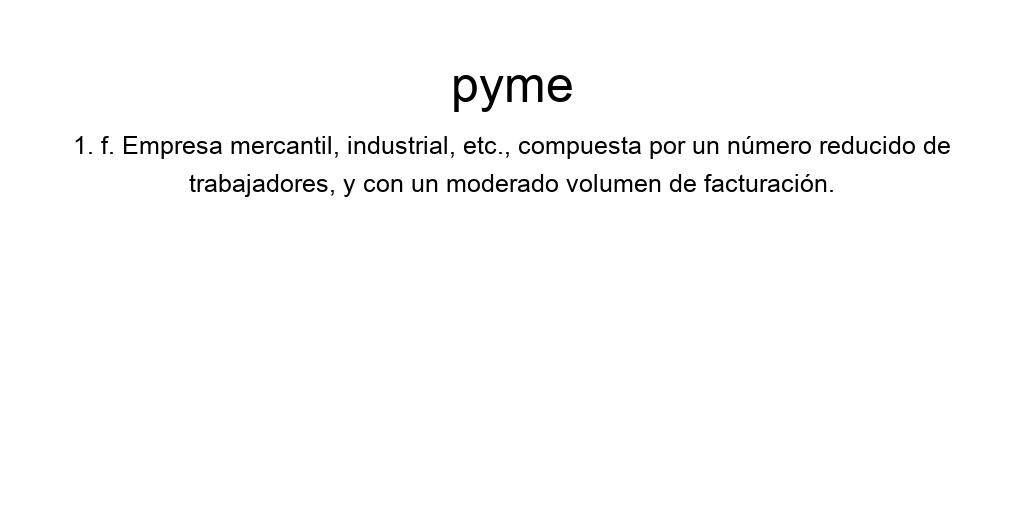 pyme
1. f. Empresa mercantil, industrial, etc., compuesta por un número reducido de
trabajadores, y con un moderado volumen de facturación.